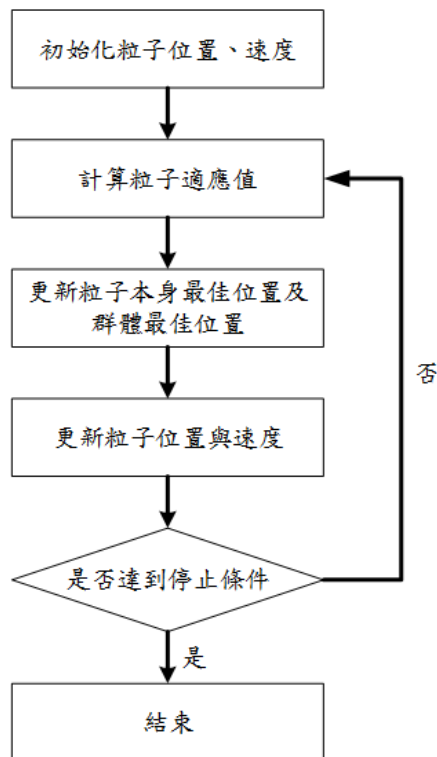 初始化粒子位置、速度
計算粒子適應值
更新粒子本身最佳位置及
群體最佳位置
更新粒子位置與速度
是否達到停止條件
否
是
結束